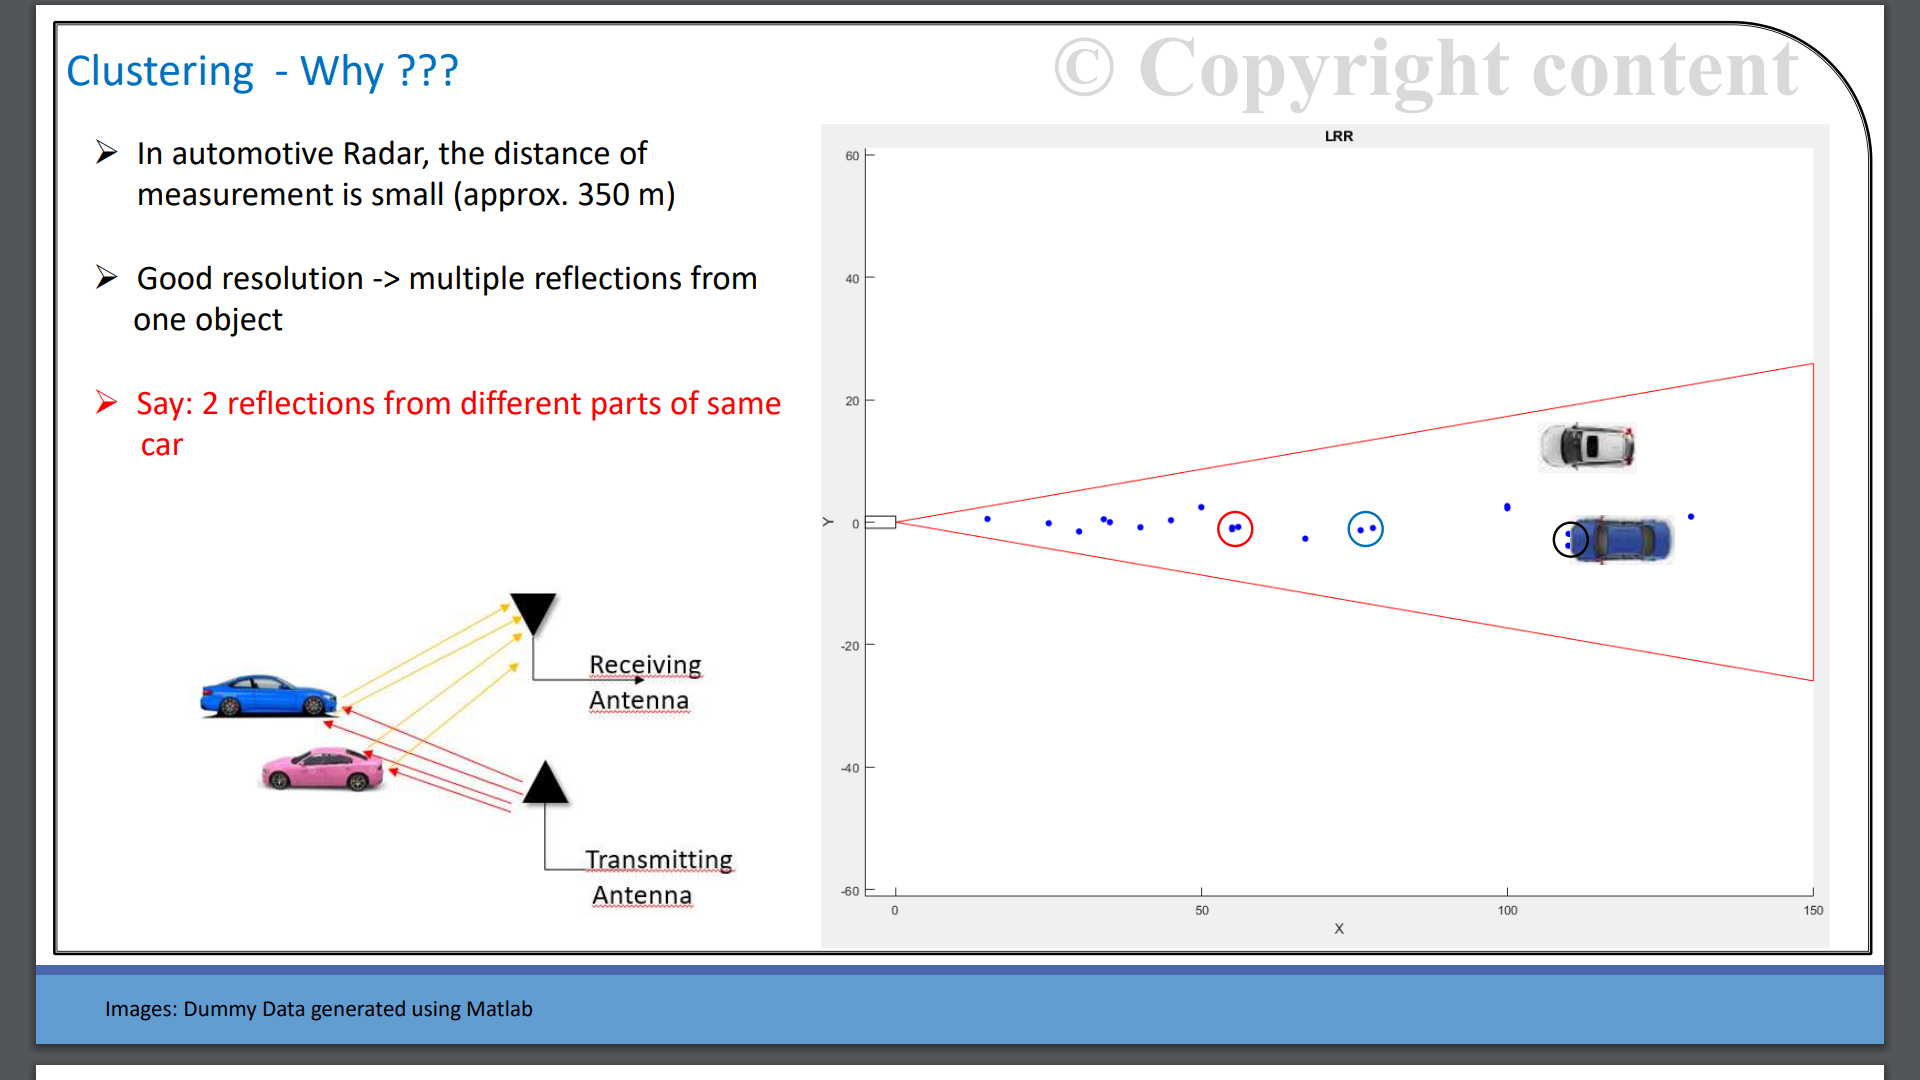 Clustering - Why ???
© Copyright content
➢ In automotive Radar, the distance of
measurement is small (approx. 350 m)
➢ Good resolution -> multiple reflections from
one object
➢ Say: 2 reflections from different parts of same
car
Receiving
Antenna
Transmitting
Antenna
LRR
60
40
20
0
-20
-40
-60
Y
0
50
100
150
X
Images: Dummy Data generated using Matlab